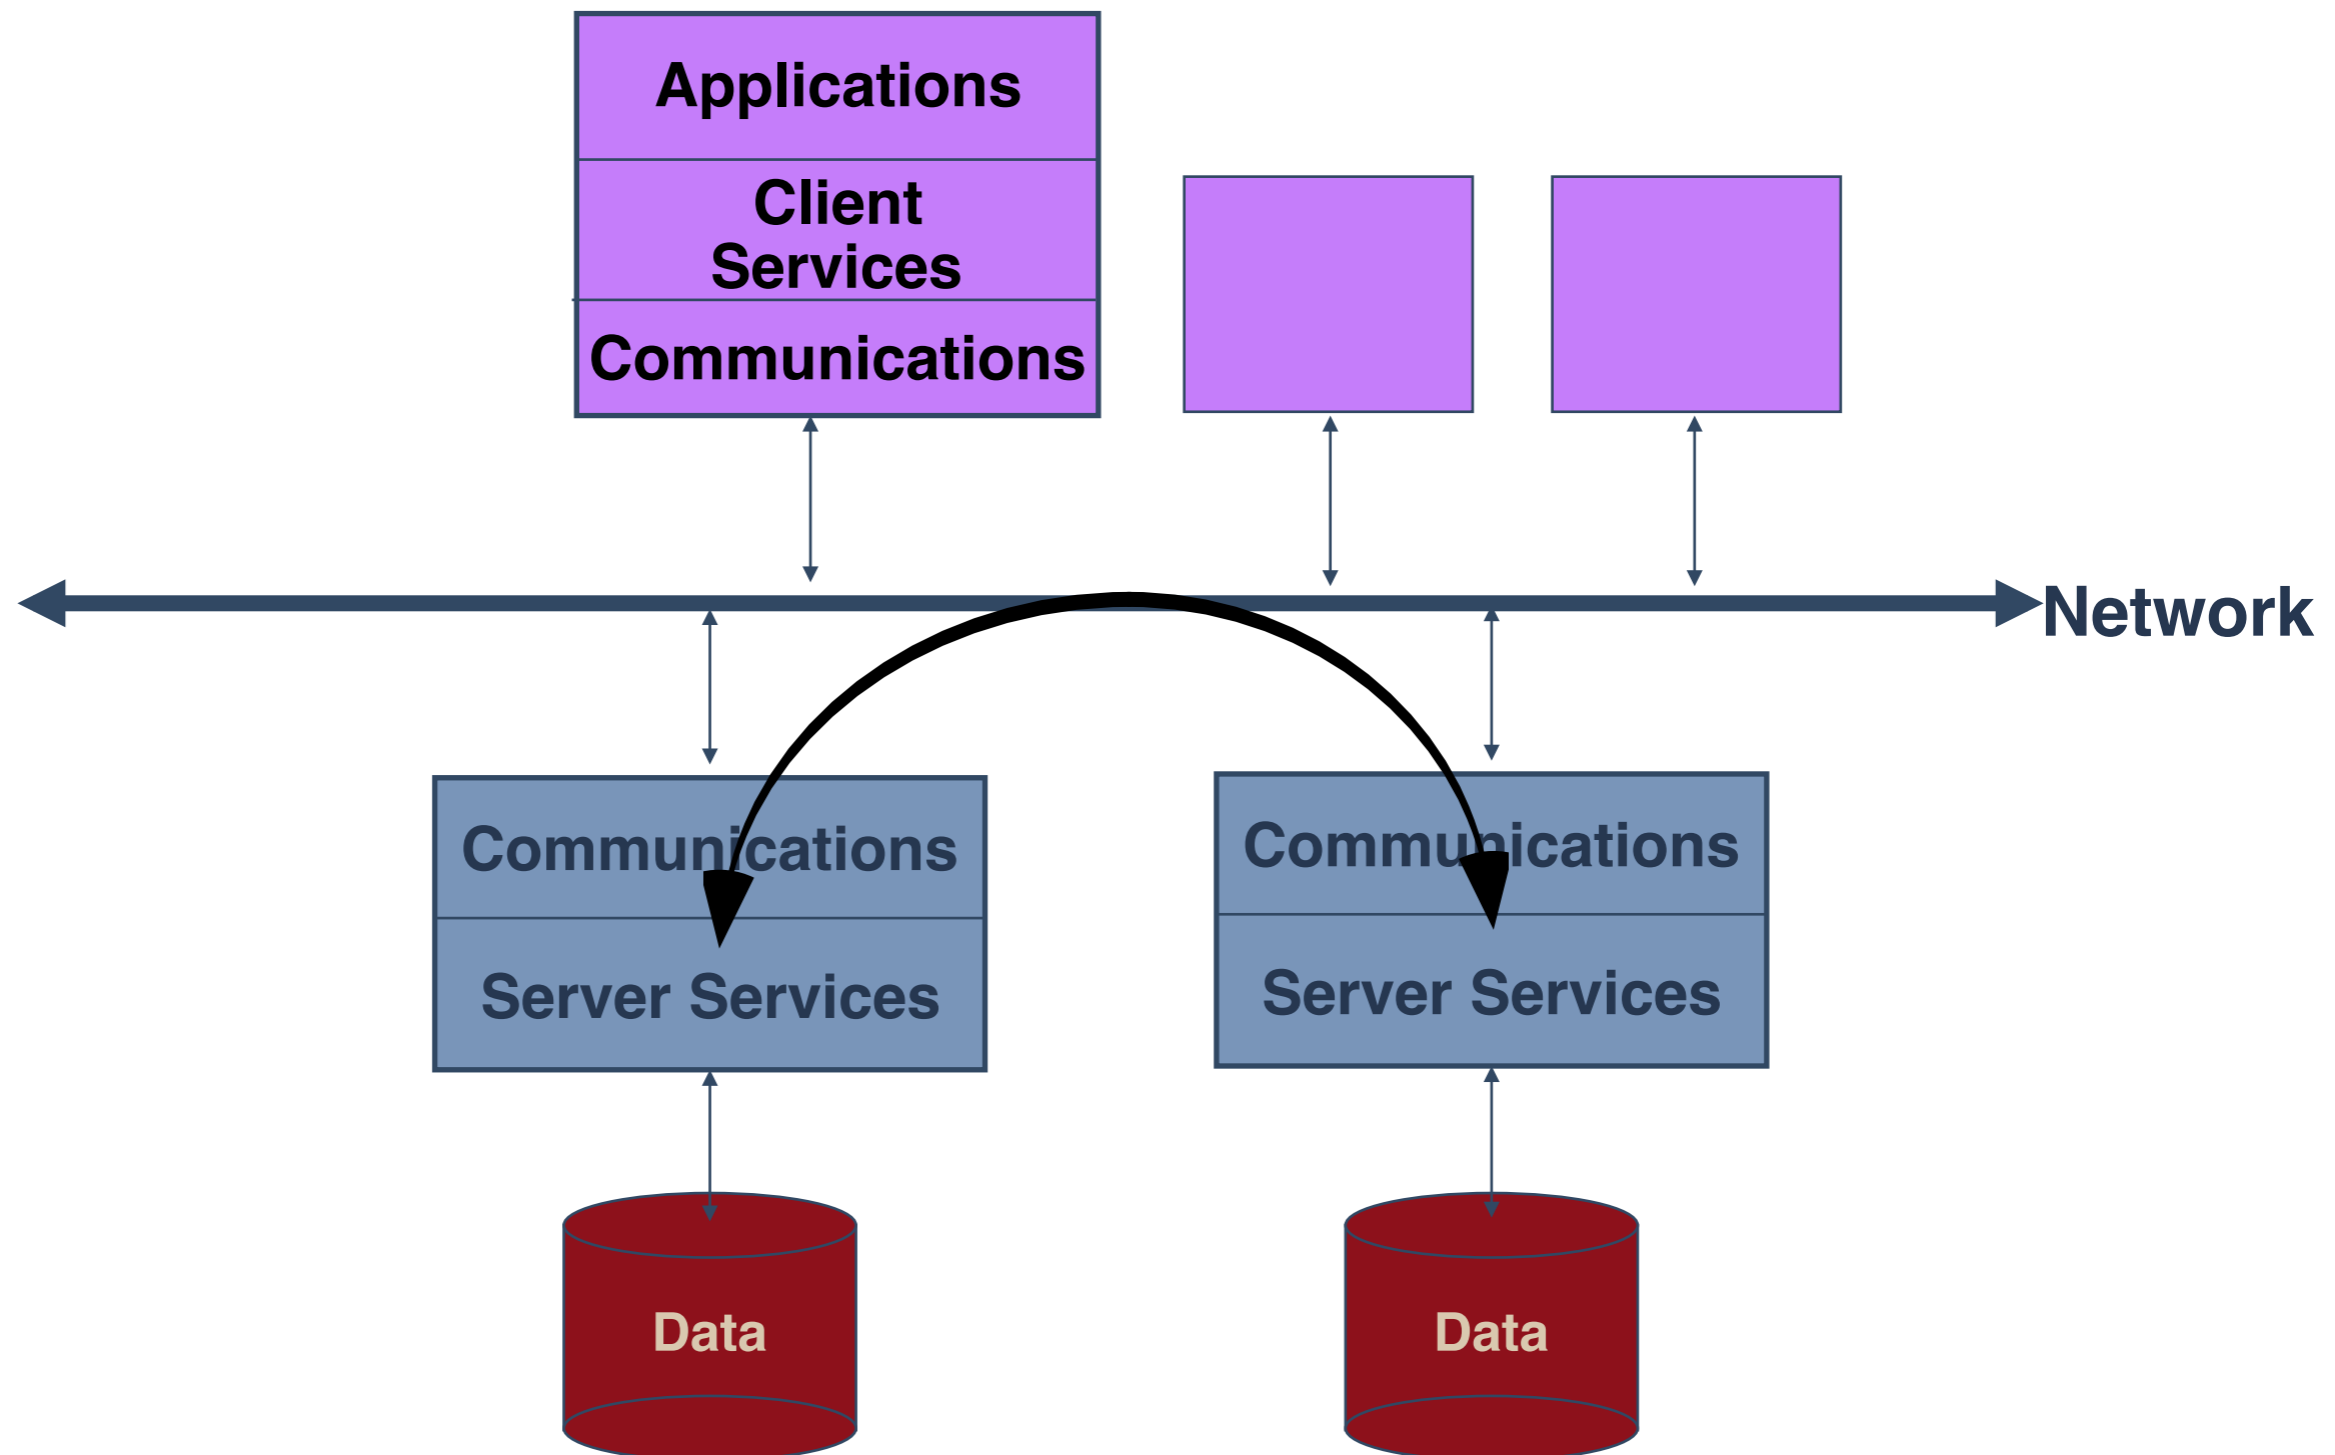 Applications
Client
Services
Communications
Network
Communications
Server Services
Communications
Server Services
Data
Data